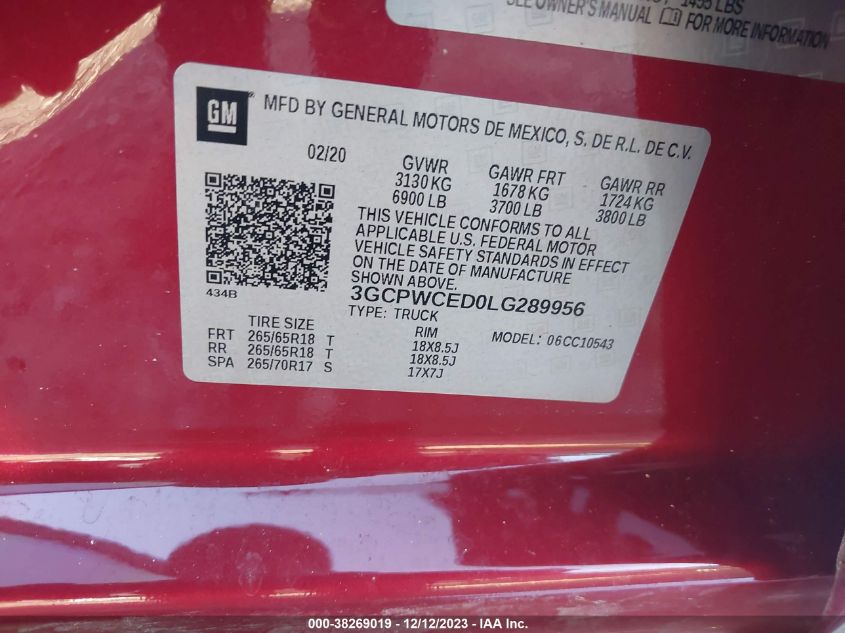 1495 LBS
SEE OWNER'S MANUAL FOR MORE INFORMATION
GM
MFD BY GENERAL MOTORS DE MEXICO, S. DE R.L. DE C.V.
02/20 GVWR GAWR FRT GAWR RR
3130 KG 1678 KG 1724 KG
6900 LB 3700 LB 3800 LB
THIS VEHICLE CONFORMS TO ALL
APPLICABLE U.S. FEDERAL MOTOR
VEHICLE SAFETY STANDARDS IN EFFECT
ON THE DATE OF MANUFACTURE
SHOWN ABOVE.
434B
3GCPWCED0LG289956
TYPE: TRUCK
TIRE SIZE RIM MODEL: 06CC10543
FRT 265/65R18 T 18X8.5J
RR 265/65R18 T 18X8.5J
SPA 265/70R17 S 17X7J
000-38269019 - 12/12/2023 - IAA Inc.